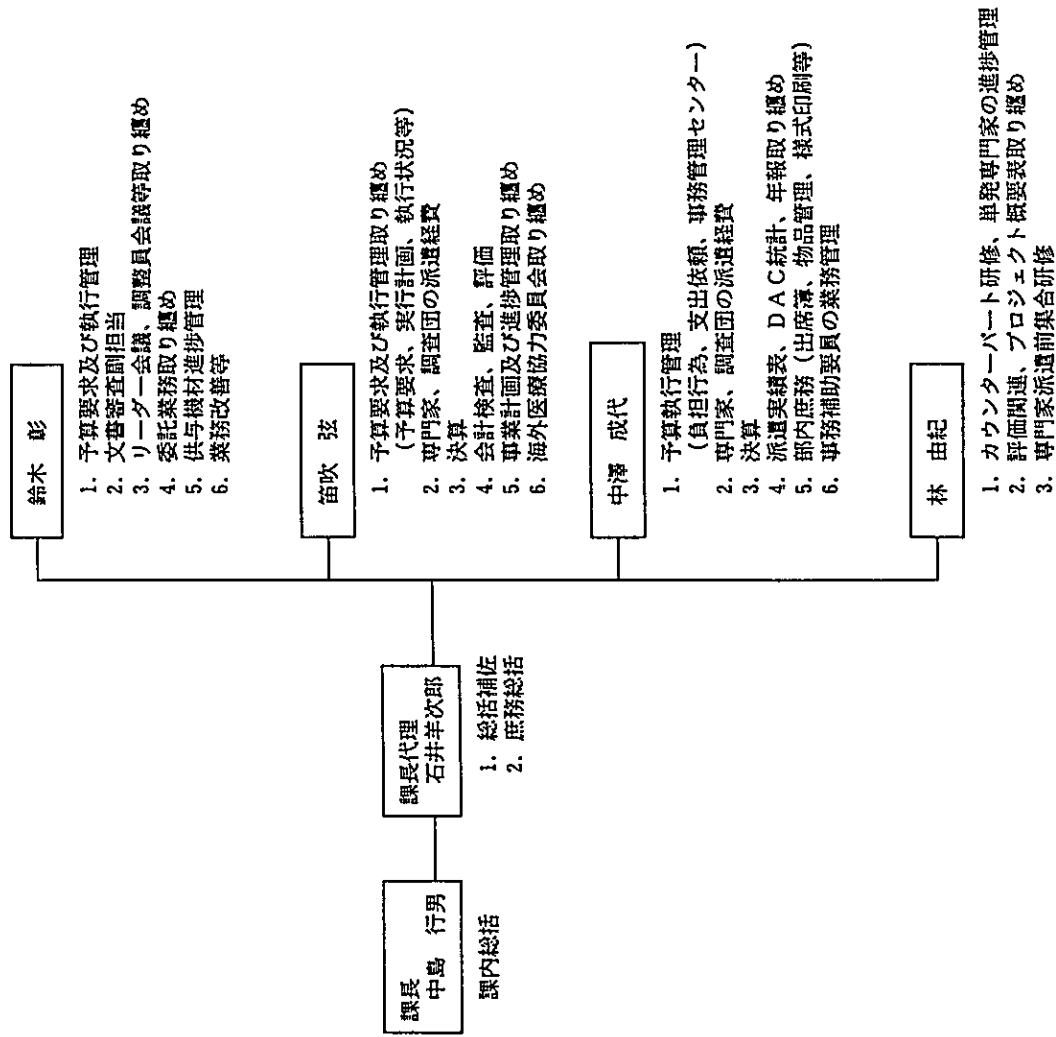 課長
中島 行男
課内総括
課長代理
石井羊次郎
1. 総括補佐
2. 庶務総括
鈴木 彰
1. 予算要求及び執行管理
2. 文書審査副担当
3. リーダー会議、調整員会議等取り纏め
4. 委託業務取り纏め
5. 供与機材進捗管理
6. 業務改善等
笛吹 弦
1. 予算要求及び執行管理取り纏め
(予算要求、実行計画、執行状況等)
2. 専門家、調査団の派遣経費
3. 決算
4. 会計検査、監査、評価
5. 事業計画及び進捗管理取り纏め
6. 海外医療協力委員会取り纏め
中澤 成代
1. 予算執行管理
(負担行為、支出依頼、事務管理センター)
2. 専門家、調査団の派遣経費
3. 決算
4. 派遣実績表、DAC統計、年報取り纏め
5. 部内庶務(出席簿、物品管理、様式印刷等)
6. 事務補助要員の業務管理
林 由紀
1. カウンターパート研修、単発専門家の進捗管理
2. 評価関連、プロジェクト概要表取り纏め
3. 専門家派遣前集合研修